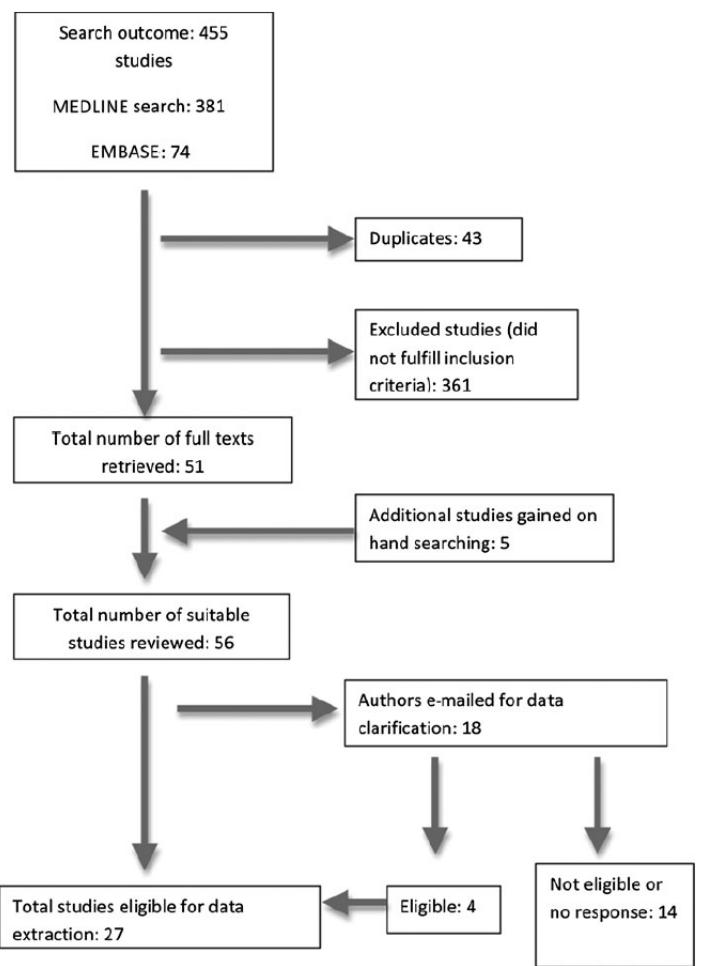 Search outcome: 455
studies
MEDLINE search: 381
EMBASE: 74
Duplicates: 43
Excluded studies (did
not fulfill inclusion
criteria): 361
Total number of full texts
retrieved: 51
Additional studies gained on
hand searching: 5
Total number of suitable
studies reviewed: 56
Authors e-mailed for data
clarification: 18
Not eligible or
no response: 14
Eligible: 4
Total studies eligible for data
extraction: 27